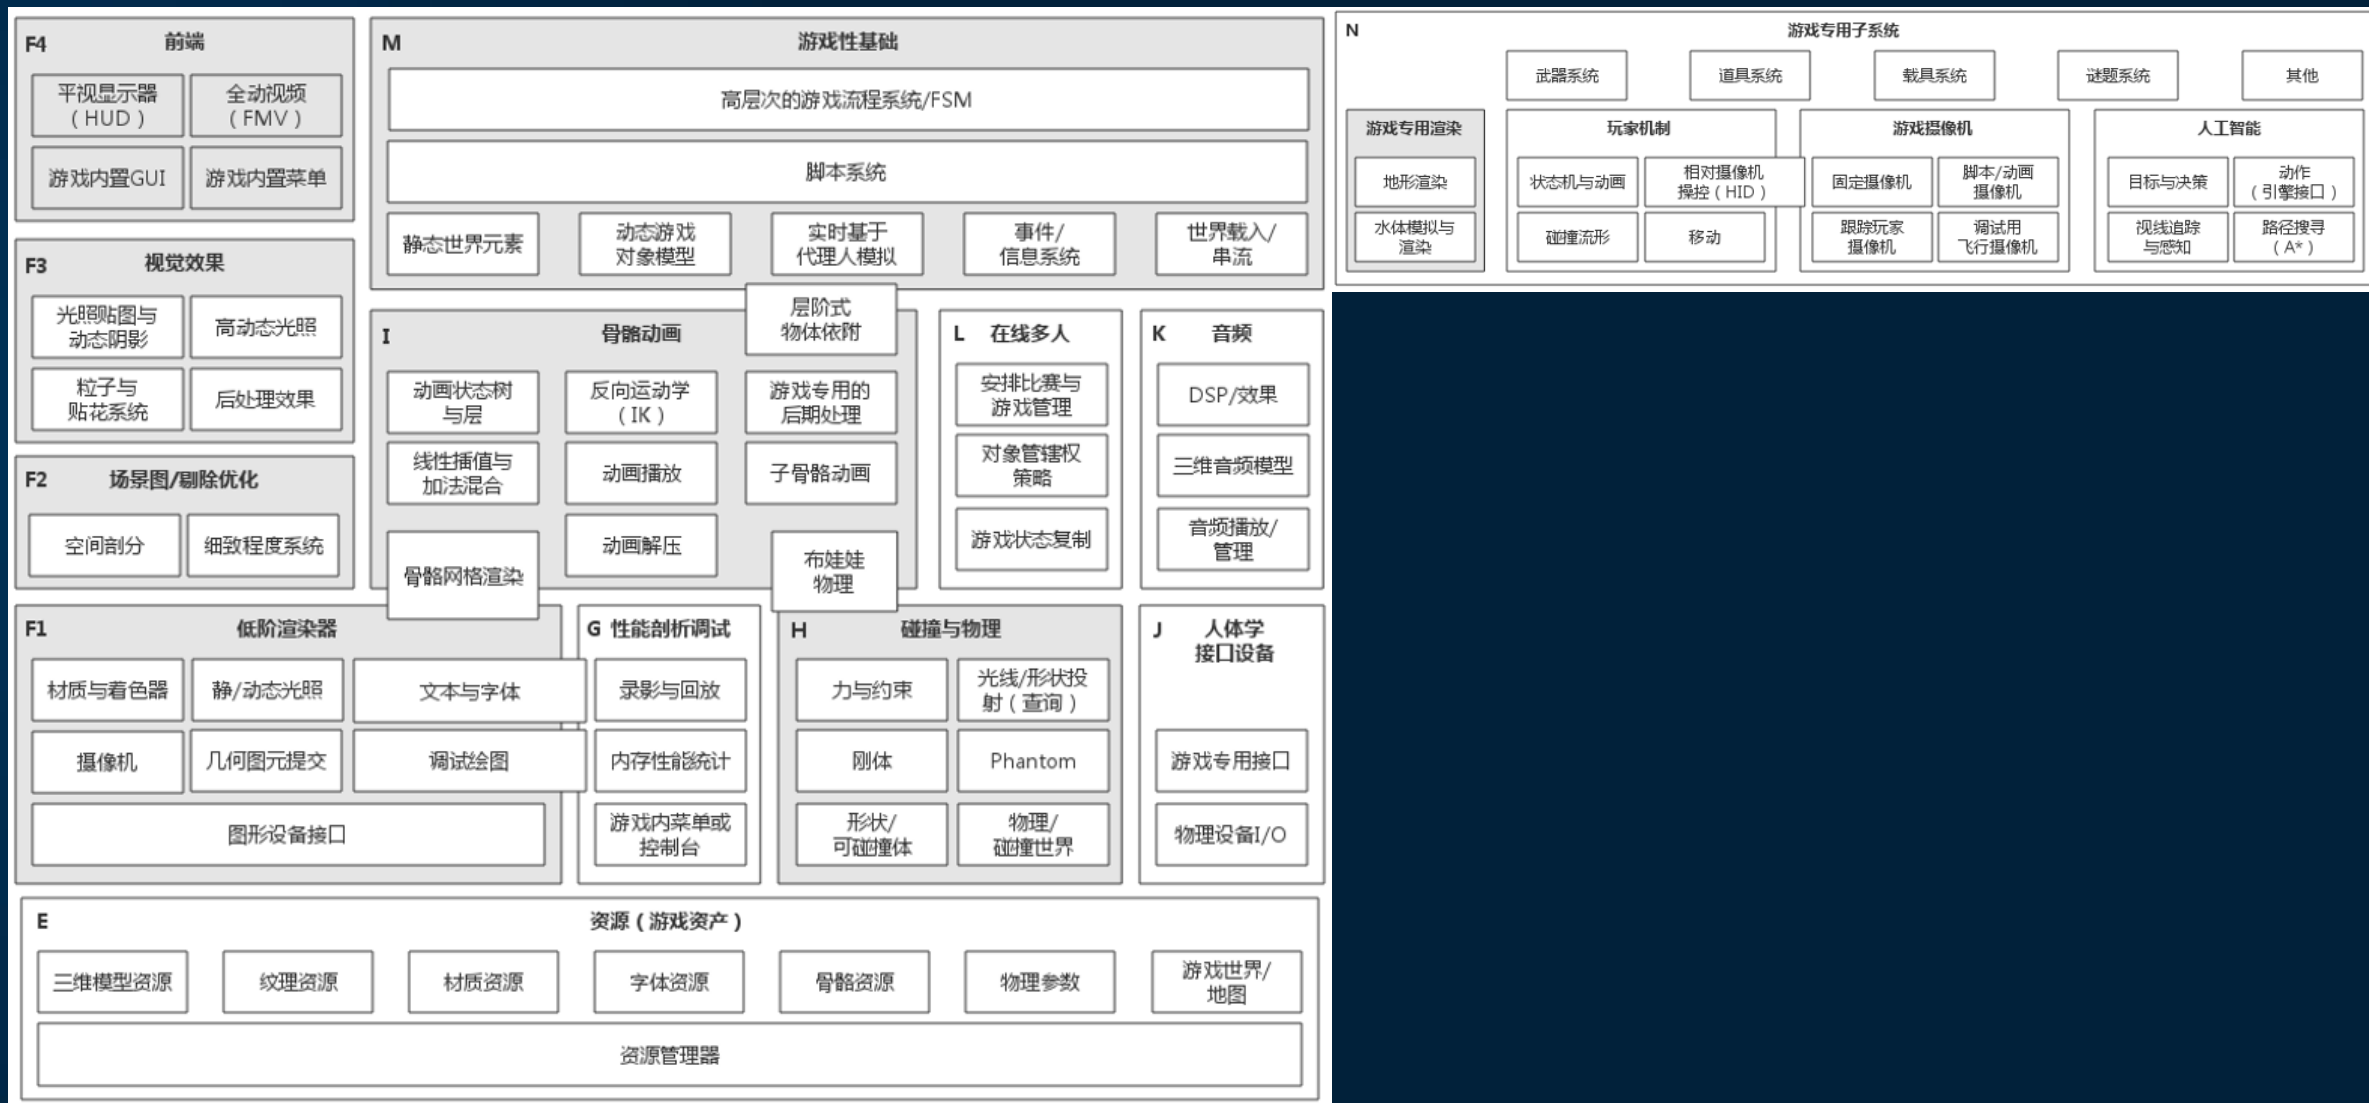 F4 前端
平视显示器
（HUD）
全动视频
（FMV）
游戏内置GUI
游戏内置菜单
F3 视觉效果
光照贴图与
动态阴影
高动态光照
粒子与
贴花系统
后处理效果
F2 场景图/剔除优化
空间剖分
细致程度系统
M 游戏性基础
高层次的游戏流程系统/FSM
脚本系统
静态世界元素
动态游戏
对象模型
实时基于
代理人模拟
事件/
信息系统
世界载入/
串流
层阶式
物体依附
I 骨骼动画
动画状态树
与层
反向运动学
（IK）
游戏专用的
后期处理
线性插值与
加法混合
动画播放
子骨骼动画
骨骼网格渲染
动画解压
布娃娃
物理
L 在线多人
安排比赛与
游戏管理
对象管辖权
策略
游戏状态复制
K 音频
DSP/效果
三维音频模型
音频播放/
管理
F1 低阶渲染器
材质与着色器
静/动态光照
文本与字体
摄像机
几何图元提交
调试绘图
图形设备接口
G 性能剖析调试
录影与回放
内存性能统计
游戏内菜单或
控制台
H 碰撞与物理
力与约束
光线/形状投
射（查询）
刚体
Phantom
形状/
可碰撞体
物理/
碰撞世界
J 人体学
接口设备
游戏专用接口
物理设备I/O
E 资源（游戏资产）
三维模型资源
纹理资源
材质资源
字体资源
骨骼资源
物理参数
游戏世界/
地图
资源管理器
N 游戏专用子系统
武器系统
道具系统
载具系统
谜题系统
其他
游戏专用渲染
地形渲染
水体模拟与
渲染
玩家机制
状态机与动画
相对摄像机
操控（HID）
碰撞流形
移动
游戏摄像机
固定摄像机
脚本/动画
摄像机
跟踪玩家
摄像机
调试用
飞行摄像机
人工智能
目标与决策
动作
（引擎接口）
视线追踪
与感知
路径搜寻
（A*）